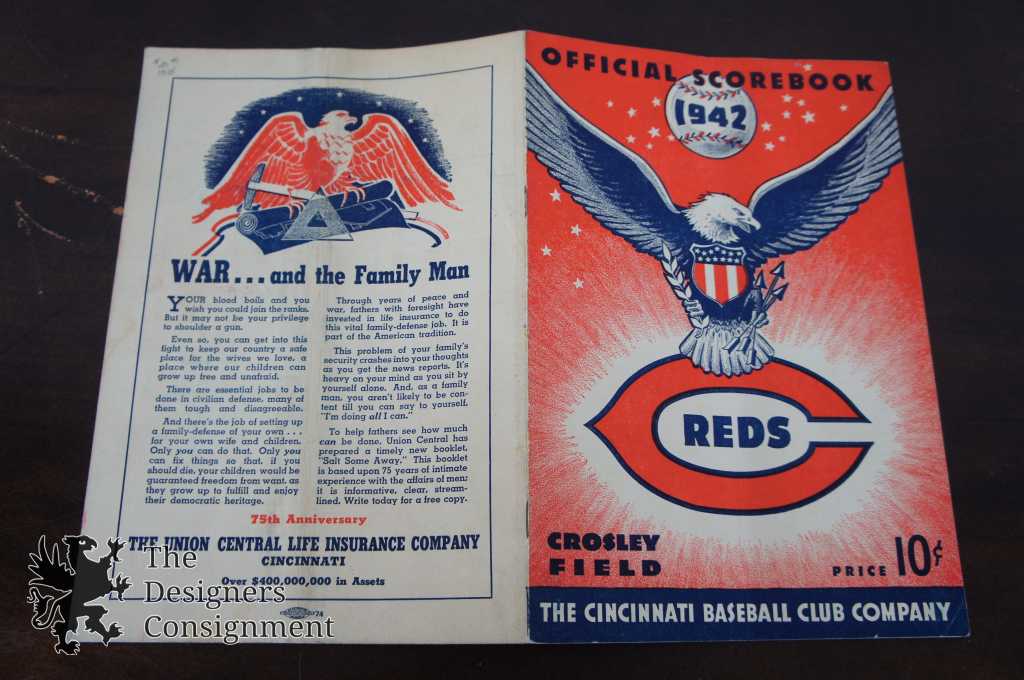 WAR...and the Family Man
YOUR blood boils and you
wish you could join the ranks.
But it may not be your privilege
to shoulder a gun.
Even so, you can get into this
fight to keep our country a safe
place for the wives we love, a
place where our children can
grow up free and unafraid.
There are essential jobs to be
done in civilian defense, many of
them tough and disagreeable.
And there's the job of setting up
a family-defense of your own...
for your own wife and children.
Only you can do that. Only you
can fix things so that, if you
should die, your children would be
guaranteed freedom from want, as
they grow up to fulfill and enjoy
their democratic heritage.
Through years of peace and
war, fathers with foresight have
invested in life insurance to do
this vital family-defense job. It is
part of the American tradition.
This problem of your family's
security crashes into your thoughts
as you get the news reports. It's
heavy on your mind as you sit by
yourself alone. And, as a family
man, you aren't likely to be con-
tent till you can say to yourself,
"I'm doing all I can."
To help fathers see how much
can be done, Union Central has
prepared a timely new booklet,
"Salt Some Away." This booklet
is based upon 75 years of intimate
experience with the affairs of men;
it is informative, clear, stream-
lined. Write today for a free copy.
75th Anniversary
THE UNION CENTRAL LIFE INSURANCE COMPANY
CINCINNATI
Over $400,000,000 in Assets
74
OFFICIAL SCOREBOOK
1942
REDS
CROSLEY
FIELD
PRICE 10¢
THE CINCINNATI BASEBALL CLUB COMPANY
The
Designers
Consignment